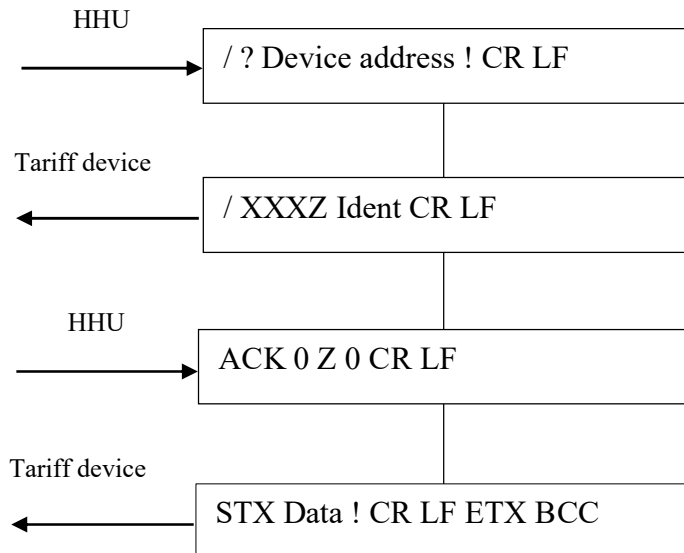 HHU
/ ? Device address ! CR LF
Tariff device
/ XXXZ Ident CR LF
HHU
ACK 0 Z 0 CR LF
Tariff device
STX Data ! CR LF ETX BCC